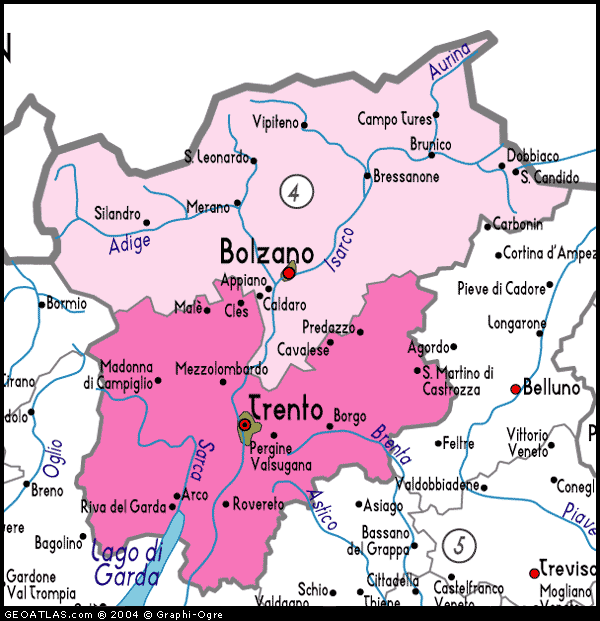 N
Aurina
Vipiteno
Campo Tures
Brunico
S. Leonardo
Dobbiaco
S. Candido
Bressanone
4
Merano
Silandro
Adige
Isarco
Carbonin
Bolzano
Cortina d'Ampez
Appiano
Pieve di Cadore
Bormio
Caldaro
Malè
Cles
Longarone
Predazzo
Cavalese
Agordo
Madonna
di Campiglio
Mezzolombardo
S. Martino di
Castrozza
Belluno
Trento
Borgo
Brenta
Pergine
Valsugana
Feltre
Vittorio
Veneto
Sarca
Oglio
Breno
Valdobbiadene
Conegl
Arco
Riva del Garda
Rovereto
Astico
Asiago
Piave
Bagolino
Bassano
del Grappa
5
Lago di
Garda
Gardone
Val Trompia
Treviso
Schio
Cittadella
Castelfranco
Veneto
Mogliano
Veneto
Valdagno
Thiene
GEOATLAS.com ® 2004 © Graphi-Ogre